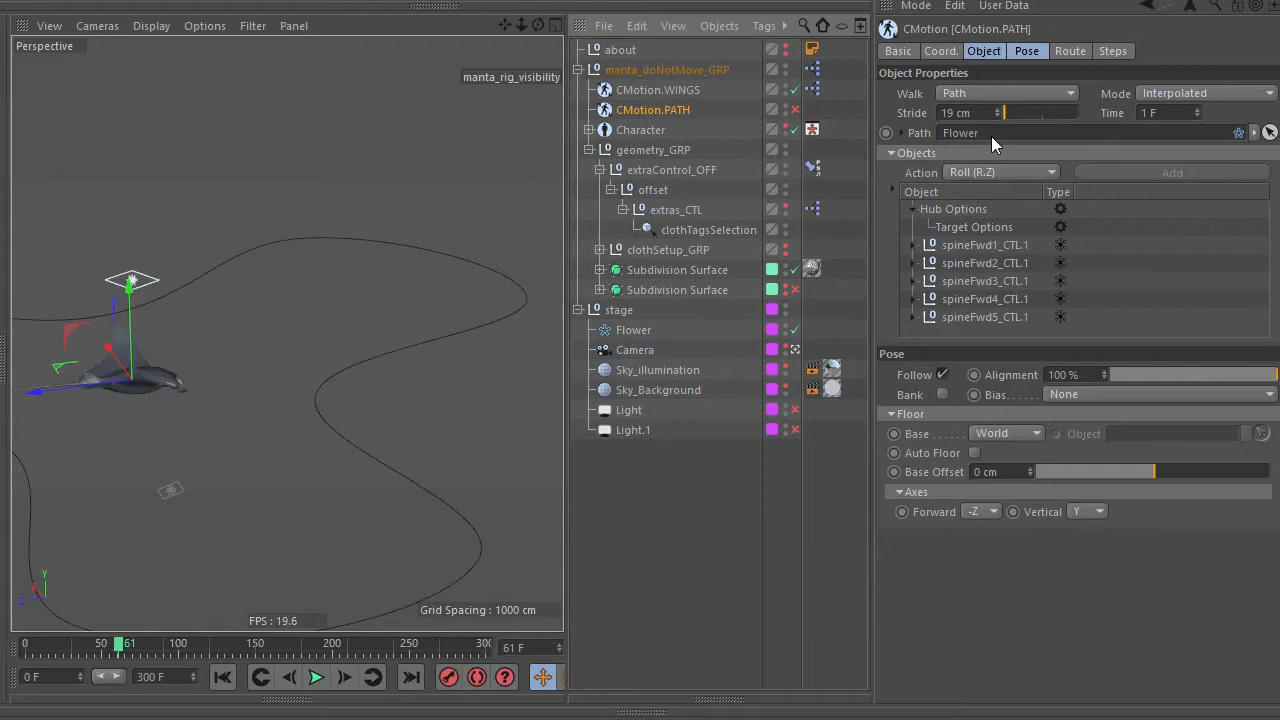 View Cameras Display Options Filter Panel
Perspective
manta_rig_visibility
Grid Spacing : 1000 cm
FPS : 19.6
Y
0 50 61 100 150 200 250 30
61 F
0 F
300 F
File Edit View Objects Tags
about
manta_doNotMove_GRP
CMotion.WINGS
CMotion.PATH
Character
geometry_GRP
extraControl_OFF
offset
extras_CTL
clothTagsSelection
clothSetup_GRP
Subdivision Surface
Subdivision Surface
stage
Flower
Camera
Sky_illumination
Sky_Background
Light
Light.1
Mode Edit User Data
CMotion [CMotion.PATH]
Basic Coord. Object Pose Route Steps
Object Properties
Walk Path Mode Interpolated
Stride 19 cm Time 1 F
Path Flower
Objects
Action Roll (R.Z) Add
Object Type
Hub Options
Target Options
spineFwd1_CTL.1
spineFwd2_CTL.1
spineFwd3_CTL.1
spineFwd4_CTL.1
spineFwd5_CTL.1
Pose
Follow Alignment 100 %
Bank Bias. . . . . . None
Floor
Base . . . . . . World Object
Auto Floor
Base Offset 0 cm
Axes
Forward -Z Vertical Y